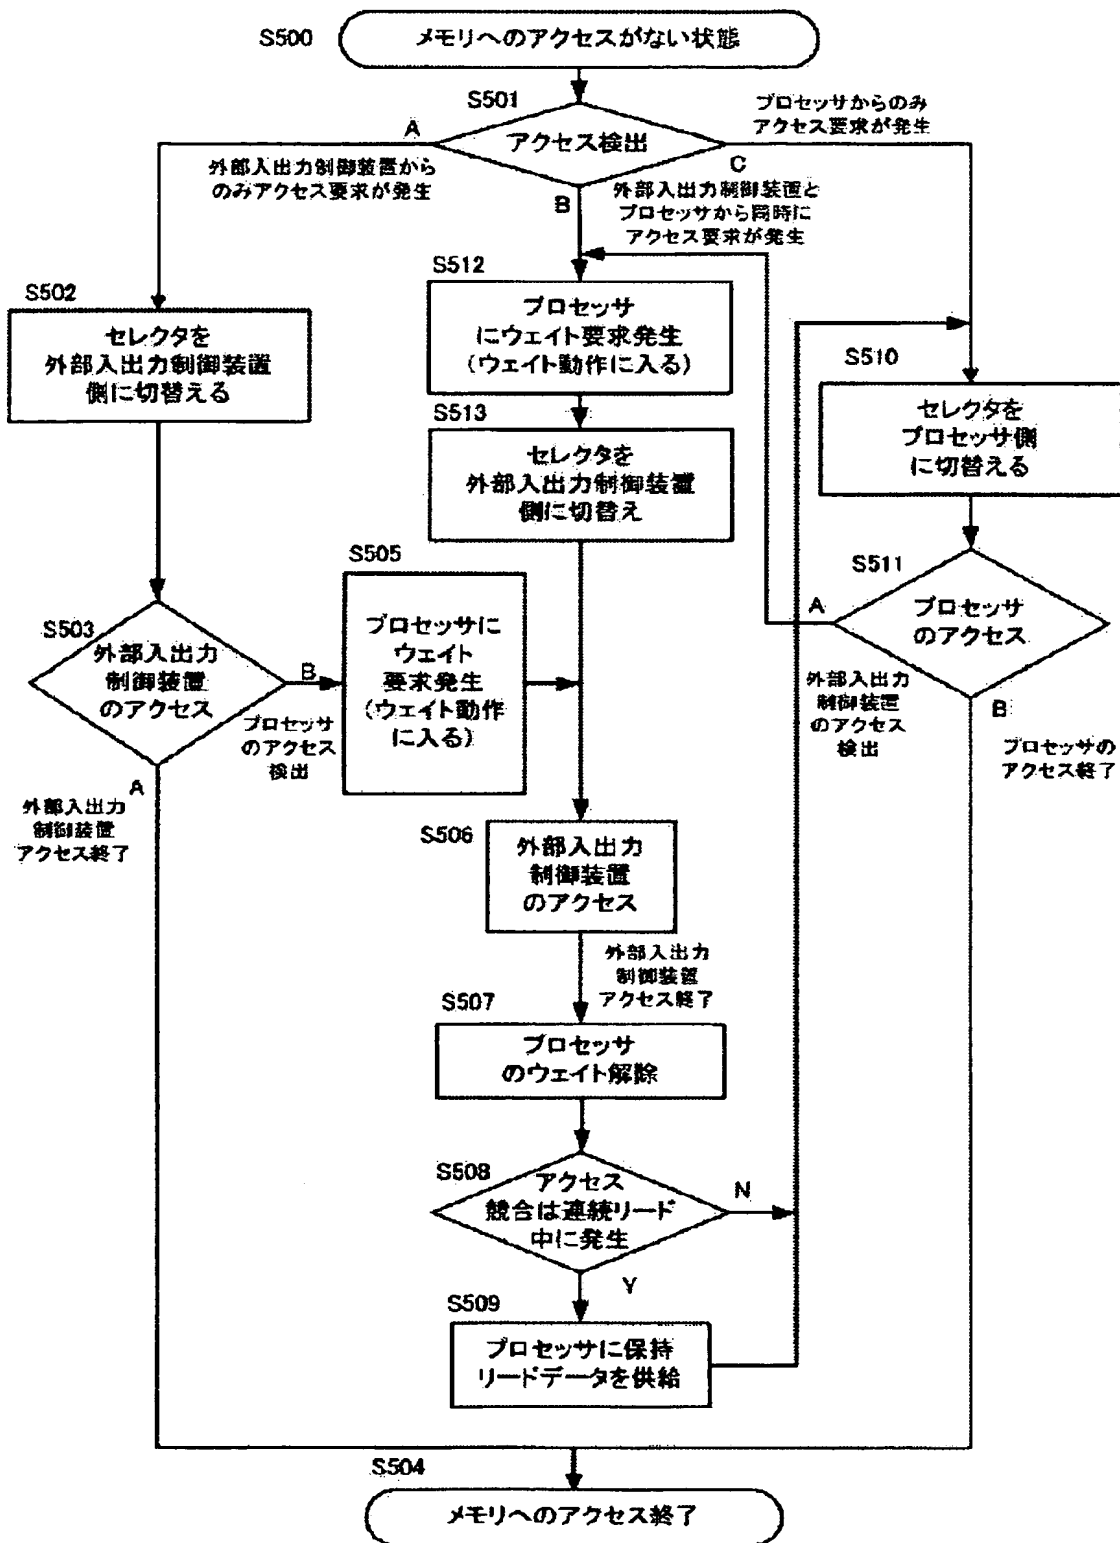 S500
メモリへのアクセスがない状態
S501
アクセス検出
A
外部入出力制御装置から
のみアクセス要求が発生
プロセッサからのみ
アクセス要求が発生
C
B
外部入出力制御装置と
プロセッサから同時に
アクセス要求が発生
S502
セレクタを
外部入出力制御装置
側に切替える
S512
プロセッサ
にウェイト要求発生
(ウェイト動作に入る)
S513
セレクタを
外部入出力制御装置
側に切替え
S510
セレクタを
プロセッサ側
に切替える
S503
外部入出力
制御装置
のアクセス
B
プロセッサ
のアクセス
検出
A
外部入出力
制御装置
アクセス終了
S505
プロセッサに
ウェイト
要求発生
(ウェイト動作
に入る)
S511
プロセッサ
のアクセス
A
外部入出力
制御装置
のアクセス
検出
B
プロセッサの
アクセス終了
S506
外部入出力
制御装置
のアクセス
外部入出力
制御装置
アクセス終了
S507
プロセッサ
のウェイト解除
S508
アクセス
競合は連続リード
中に発生
N
Y
S509
プロセッサに保持
リードデータを供給
S504
メモリへのアクセス終了